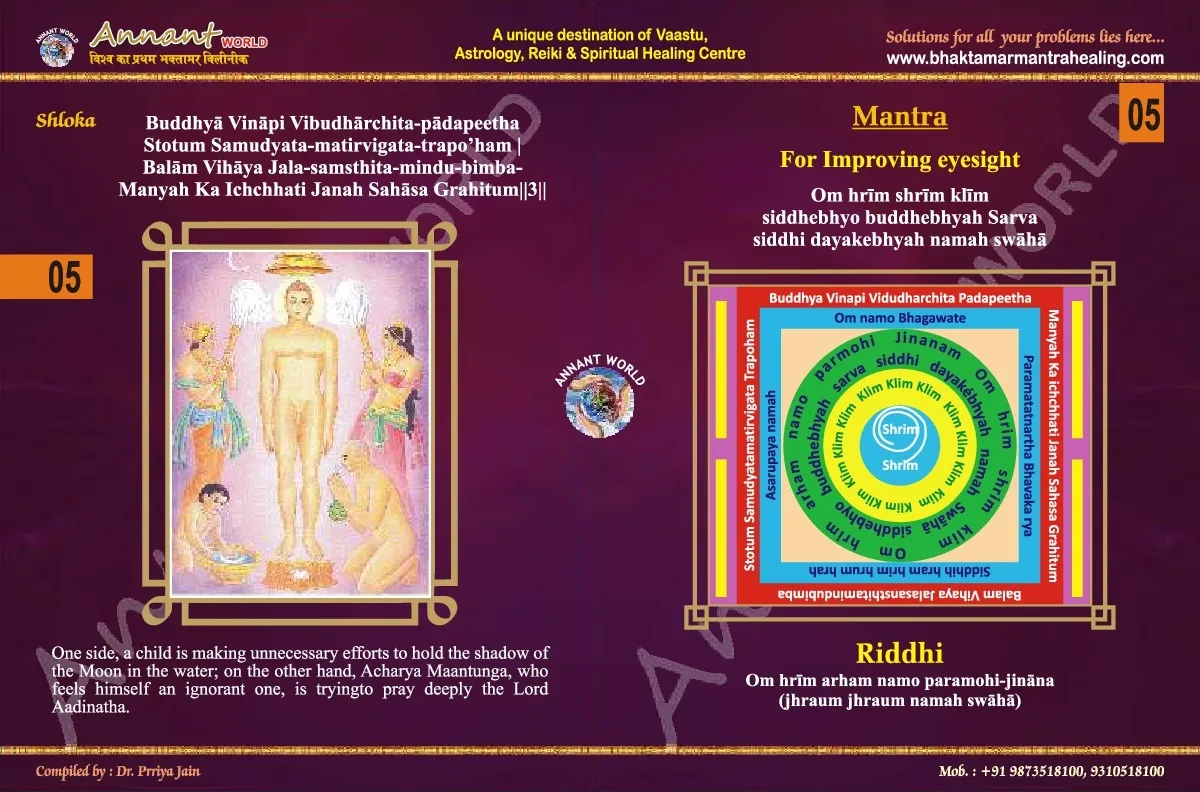 ANNANT WORLD
Annant WORLD
विश्व का प्रथम भक्तामर क्लिीनीक
A unique destination of Vaastu,
Astrology, Reiki & Spiritual Healing Centre
Solutions for all your problems lies here...
www.bhaktamarmantrahealing.com
Shloka
Buddhyā Vināpi Vibudhārchita-pādapeetha
Stotum Samudyata-matirvigata-trapo’ham |
Balām Vihāya Jala-samsthita-mindu-bimba-
Manyah Ka Ichchhati Janah Sahāsa Grahitum||3||
05
One side, a child is making unnecessary efforts to hold the shadow of
the Moon in the water; on the other hand, Acharya Maantunga, who
feels himself an ignorant one, is tryingto pray deeply the Lord
Aadinatha.
ANNANT WORLD
Mantra
05
For Improving eyesight
Om hrīm shrīm klīm
siddhebhyo buddhebhyah Sarva
siddhi dayakebhyah namah swāhā
Buddhya Vinapi Vidudharchita Padapeetha
Stotum Samudyatamatirvigata Trapoham
Balam Vihaya Jalasansthitamindubimba
Manyah Ka ichchhati Janah Sahasa Grahitum
Om namo Bhagawate
Paramatatnartha Bhavaka rya
Siddhih hram hrim hrum hrah
Asarupaya namah
Om hrim arham namo parmohi Jinanam
Om hrim shrim klim siddhebhyo buddhebhyah sarva siddhi dayakébhyah namah Swāhā
Klim Klim Klim Klim Klim Klim Klim Klim Klim Klim Klim Klim
Shrim
Shrim
Riddhi
Om hrīm arham namo paramohi-jināna
(jhraum jhraum namah swāhā)
Compiled by : Dr. Prriya Jain
Mob. : +91 9873518100, 9310518100